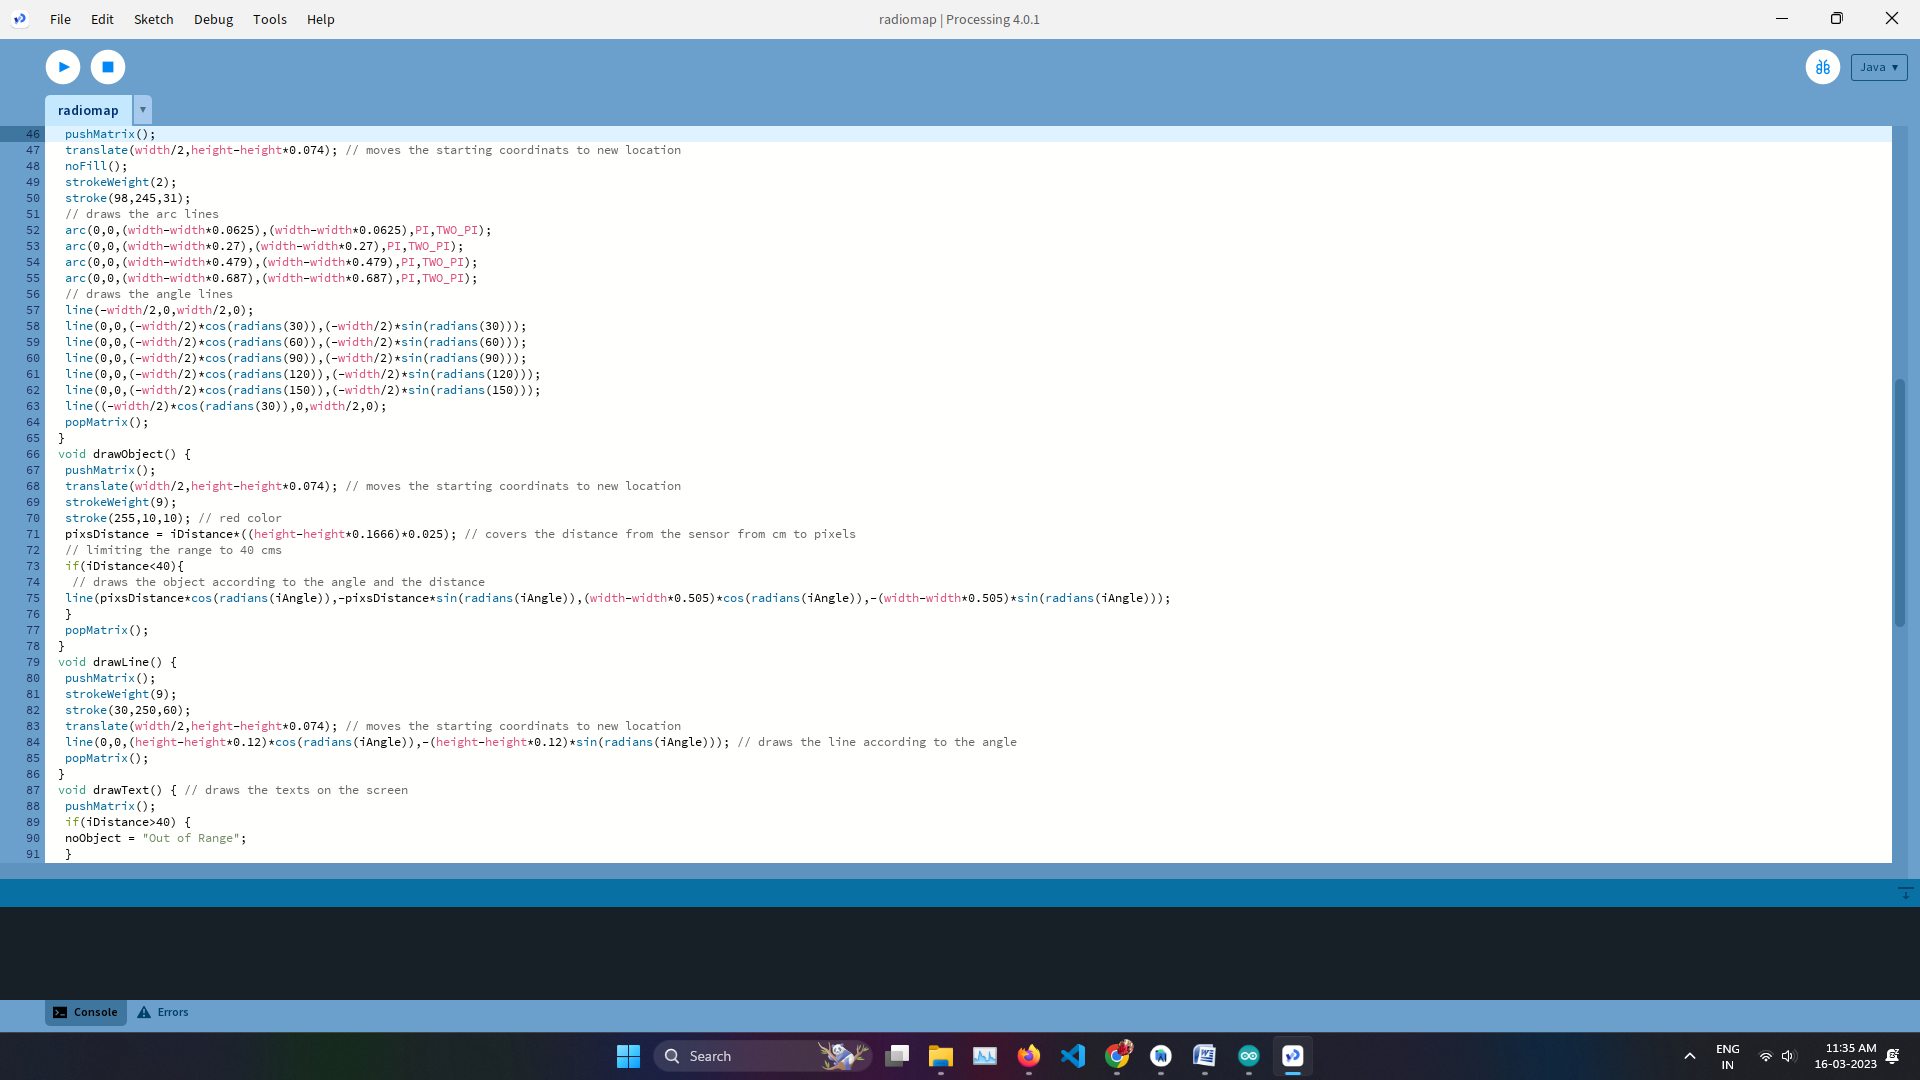 File Edit Sketch Debug Tools Help
radiomap | Processing 4.0.1
Java ▾
radiomap ▾
46 pushMatrix();
47 translate(width/2,height-height*0.074); // moves the starting coordinats to new location
48 noFill();
49 strokeWeight(2);
50 stroke(98,245,31);
51 // draws the arc lines
52 arc(0,0,(width-width*0.0625),(width-width*0.0625),PI,TWO_PI);
53 arc(0,0,(width-width*0.27),(width-width*0.27),PI,TWO_PI);
54 arc(0,0,(width-width*0.479),(width-width*0.479),PI,TWO_PI);
55 arc(0,0,(width-width*0.687),(width-width*0.687),PI,TWO_PI);
56 // draws the angle lines
57 line(-width/2,0,width/2,0);
58 line(0,0,(-width/2)*cos(radians(30)),(-width/2)*sin(radians(30)));
59 line(0,0,(-width/2)*cos(radians(60)),(-width/2)*sin(radians(60)));
60 line(0,0,(-width/2)*cos(radians(90)),(-width/2)*sin(radians(90)));
61 line(0,0,(-width/2)*cos(radians(120)),(-width/2)*sin(radians(120)));
62 line(0,0,(-width/2)*cos(radians(150)),(-width/2)*sin(radians(150)));
63 line((-width/2)*cos(radians(30)),0,width/2,0);
64 popMatrix();
65 }
66 void drawObject() {
67 pushMatrix();
68 translate(width/2,height-height*0.074); // moves the starting coordinats to new location
69 strokeWeight(9);
70 stroke(255,10,10); // red color
71 pixsDistance = iDistance*((height-height*0.1666)*0.025); // covers the distance from the sensor from cm to pixels
72 // limiting the range to 40 cms
73 if(iDistance<40){
74 // draws the object according to the angle and the distance
75 line(pixsDistance*cos(radians(iAngle)),-pixsDistance*sin(radians(iAngle)),(width-width*0.505)*cos(radians(iAngle)),-(width-width*0.505)*sin(radians(iAngle)));
76 }
77 popMatrix();
78 }
79 void drawLine() {
80 pushMatrix();
81 strokeWeight(9);
82 stroke(30,250,60);
83 translate(width/2,height-height*0.074); // moves the starting coordinats to new location
84 line(0,0,(height-height*0.12)*cos(radians(iAngle)),-(height-height*0.12)*sin(radians(iAngle))); // draws the line according to the angle
85 popMatrix();
86 }
87 void drawText() { // draws the texts on the screen
88 pushMatrix();
89 if(iDistance>40) {
90 noObject = "Out of Range";
91 }
Console Errors
Search
ENG
IN
11:35 AM
16-03-2023